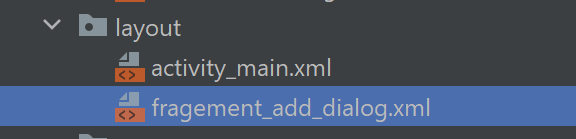 layout
activity_main.xml
fragement_add_dialog.xml